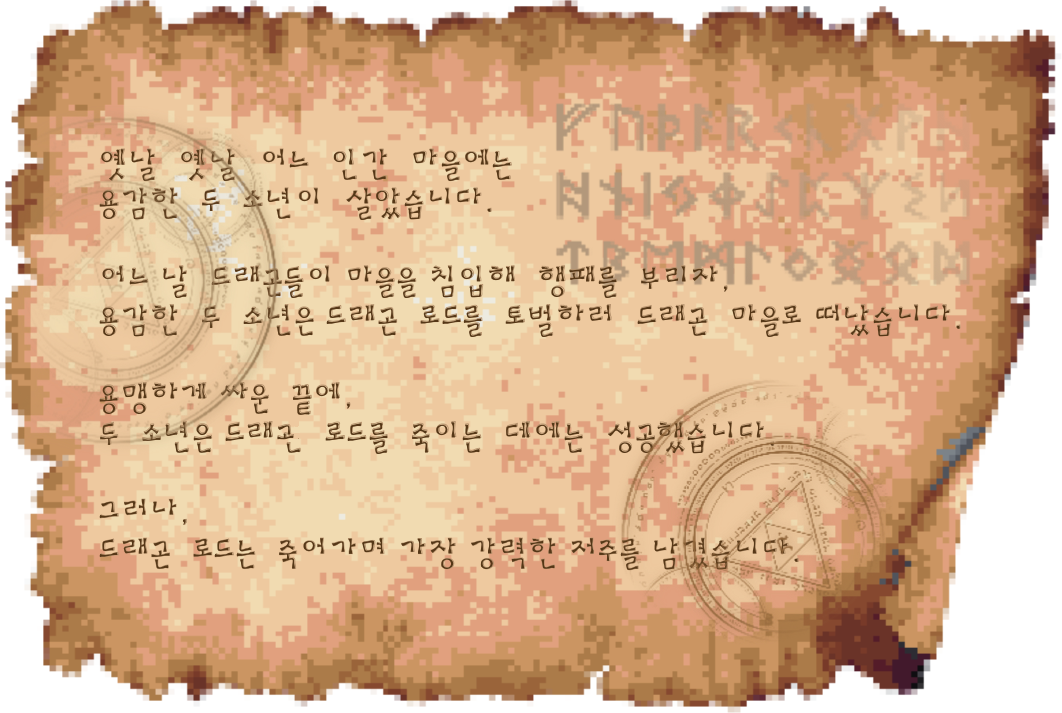 옛날 옛날 어느 인간 마을에는
용감한 두 소년이 살았습니다.
어느 날 드래곤들이 마을을 침입해 행패를 부리자,
용감한 두 소년은 드래곤 로드를 토벌하러 드래곤 마을로 떠났습니다.
용맹하게 싸운 끝에,
두 소년은 드래곤 로드를 죽이는 데에는 성공했습니다.
그러나,
드래곤 로드는 죽어가며 가장 강력한 저주를 남겼습니다.